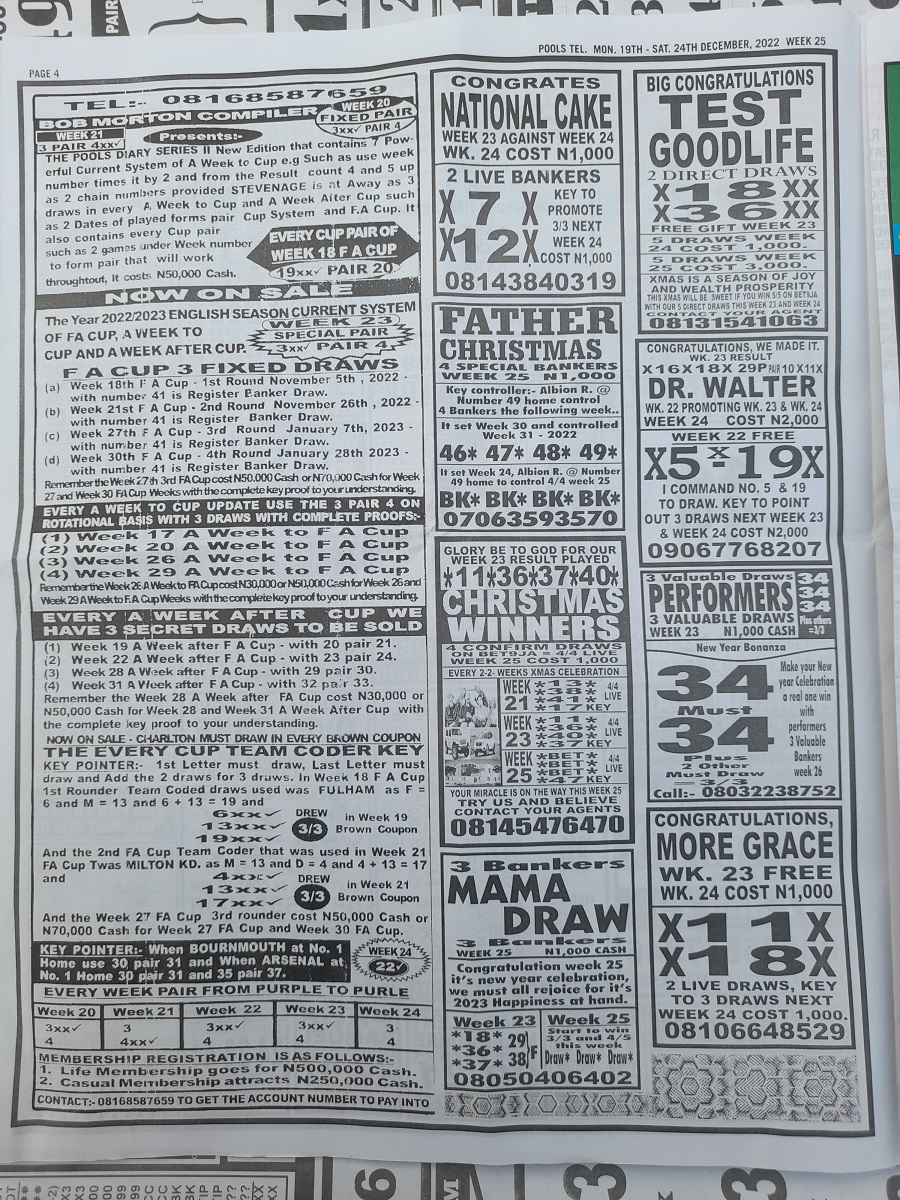 POOLS TEL. MON. 19TH - SAT. 24TH DECEMBER, 2022 WEEK 25
PAGE 4
TEL:- 08168587659
BOB MORTON COMPILER
WEEK 20
FIXED PAIR
3xx✓ PAIR 4
WEEK 21
3 PAIR 4xx✓
Presents:-
THE POOLS DIARY SERIES II New Edition that contains 7 Pow-
erful Current System of A Week to Cup e.g Such as use week
number times it by 2 and from the Result count 4 and 5 up
as 2 chain numbers provided STEVENAGE is at Away as 3
draws in every A Week to Cup and A Week After Cup such
as 2 Dates of played forms pair Cup System and F.A Cup. It
also contains every Cup pair
such as 2 games under Week number
to form pair that will work
throughtout, It costs N50,000 Cash.
EVERY CUP PAIR OF
WEEK 18 F A CUP
19xx✓ PAIR 20
NOW ON SALE
The Year 2022/2023 ENGLISH SEASON CURRENT SYSTEM
OF FA CUP, A WEEK TO
CUP AND A WEEK AFTER CUP.
WEEK 23
SPECIAL PAIR
3xx✓ PAIR 4,
F A CUP 3 FIXED DRAWS
(a) Week 18th F A Cup - 1st Round November 5th , 2022 -
with number 41 is Register Banker Draw.
(b) Week 21st F A Cup - 2nd Round November 26th , 2022 -
with number 41 is Register Banker Draw.
(c) Week 27th F A Cup - 3rd Round January 7th, 2023 -
with number 41 is Register Banker Draw.
(d) Week 30th F A Cup - 4th Round January 28th 2023 -
with number 41 is Register Banker Draw.
Remember the Week 27th 3rd FA Cup cost N50.000 Cash or N70,000 Cash for Week
27 and Week 30 FA Cup Weeks with the complete key proof to your understanding.
EVERY A WEEK TO CUP UPDATE USE THE 3 PAIR 4 ON
ROTATIONAL BASIS WITH 3 DRAWS WITH COMPLETE PROOFS:-
(1) Week 17 A Week to F A Cup
(2) Week 20 A Week to F A Cup
(3) Week 26 A Week to F A Cup
(4) Week 29 A Week to F A Cup
Remember the Week 26 A Week to FA Cup cost N30,000 or N50,000 Cash for Week 26 and
Week 29 A Week to F A Cup Weeks with the complete key proof to your understanding.
EVERY A WEEK AFTER CUP WE
HAVE 3 SECRET DRAWS TO BE SOLD
(1) Week 19 A Week after F A Cup - with 20 pair 21.
(2) Week 22 A Week after F A Cup - with 23 pair 24.
(3) Week 28 A Week after F A Cup - with 29 pair 30.
(4) Week 31 A Week after F A Cup - with 32 pair 33.
Remember the Week 28 A Week after FA Cup cost N30,000 or
N50,000 Cash for Week 28 and Week 31 A Week After Cup with
the complete key proof to your understanding.
NOW ON SALE - CHARLTON MUST DRAW IN EVERY BROWN COUPON
THE EVERY CUP TEAM CODER KEY
KEY POINTER:- 1st Letter must draw, Last Letter must
draw and Add the 2 draws for 3 druws. In Week 18 F A Cup
1st Rounder Team Coded draws used was FULHAM as F =
6 and M = 13 and 6 + 13 = 19 and
6xx✓
13xx✓
19xx✓
DREW
3/3
in Week 19
Brown Coupon
And the 2nd FA Cup Team Coder that was used in Week 21
FA Cup Twas MILTON KD. as M = 13 and D = 4 and 4 + 13 = 17
and
4xx✓
13xx✓
17xx✓
DREW
3/3
in Week 21
Brown Coupon
And the Week 27 FA Cup 3rd rounder cost N50,000 Cash or
N70,000 Cash for Week 27 FA Cup and Week 30 FA Cup.
KEY POINTER:- When BOURNMOUTH at No. 1
Home use 30 pair 31 and When ARSENAL at
No. 1 Home 30 pair 31 and 35 pair 37.
WEEK 24
22
EVERY WEEK PAIR FROM PURPLE TO PURLE
Week 20 Week 21 Week 22 Week 23 Week 24
3xx✓ 3 3xx✓ 3xx✓ 3
4 4xx✓ 4 4 4
MEMBERSHIP REGISTRATION IS AS FOLLOWS:-
1. Life Membership goes for N500,000 Cash.
2. Casual Membership attracts N250,000 Cash.
CONTACT:- 08168587659 TO GET THE ACCOUNT NUMBER TO PAY INTO
CONGRATES
NATIONAL CAKE
WEEK 23 AGAINST WEEK 24
WK. 24 COST N1,000
2 LIVE BANKERS
X 7 X
X12X
KEY TO
PROMOTE
3/3 NEXT
WEEK 24
COST N1,000
08143840319
FATHER
CHRISTMAS
4 SPECIAL BANKERS
WEEK 25 N1,000
Key controller:- Albion R. @
Number 49 home control
4 Bankers the following week..
It set Week 30 and controlled
Week 31 - 2022
46* 47* 48* 49*
It set Week 24, Albion R. @ Number
49 home to control 4/4 week 25
BK* BK* BK* BK*
07063593570
GLORY BE TO GOD FOR OUR
WEEK 23 RESULT PLAYED
*11*36*37*40*
CHRISTMAS
WINNERS
4 CONFIRM DRAWS
ON BET9JA = 4/4 LIVE
WEEK 25 COST 1,000
EVERY 2-2- WEEKS XMAS CELEBRATION
WEEK
21
*13*
*38*
*41*
*17 KEY
4/4
LIVE
WEEK
23
*11*
*36*
*40*
*37 KEY
4/4
LIVE
WEEK
25
*BET*
*BET*
*BET*
*47 KEY
4/4
LIVE
YOUR MIRACLE IS ON THE WAY THIS WEEK 25
TRY US AND BELIEVE
CONTACT YOUR AGENTS
08145476470
3 Bankers
MAMA
DRAW
3 Bankers
WEEK 25 N1,000 CASH
Congratulation week 25
it's new year celebration,
we must all rejoice for it's
2023 Happiness at hand.
Week 23
*18*
*36*
*37*
29
38
/F
Week 25
Start to win
3/3 and 4/5
this week
Draw* Draw* Draw*
08050406402
BIG CONGRATULATIONS
TEST
GOODLIFE
2 DIRECT DRAWS
X18XX
X36XX
FREE GIFT WEEK 23
5 DRAWS WEEK
24 COST 1,000.
5 DRAWS WEEK
25 COST 3,000.
XMAS IS A SEASON OF JOY
AND WEALTH PROSPERITY
THIS XMAS WILL BE SWEET IF YOU WIN 5/5 ON BET9JA
WITH OUR 5 DIRECT DRAWS THIS WEEK 23 AND WEEK 24
CONTACT YOUR AGENT
08131541063
CONGRATULATIONS, WE MADE IT.
WK. 23 RESULT
X16X18X 29P PAIR 10 X11X
DR. WALTER
WK. 22 PROMOTING WK. 23 & WK. 24
WEEK 24 COST N2,000
WEEK 22 FREE
X5-X-19X
I COMMAND NO. 5 & 19
TO DRAW. KEY TO POINT
OUT 3 DRAWS NEXT WEEK 23
& WEEK 24 COST N2,000
09067768207
3 Valuable Draws
PERFORMERS
3 VALUABLE DRAWS
WEEK 23 N1,000 CASH
34
34
34
Plus others
=3/3
New Year Bonanza
34
Must
34
Plus
2 Other
Must Draw
= 3/3
Make your New
year Celebration
a real one win
with
performers
3 Valuable
Bankers
week 26
Call:- 08032238752
CONGRATULATIONS,
MORE GRACE
WK. 23 FREE
WK. 24 COST N1,000
X11X
X18X
2 LIVE DRAWS, KEY
TO 3 DRAWS NEXT
WEEK 24 COST 1,000.
08106648529